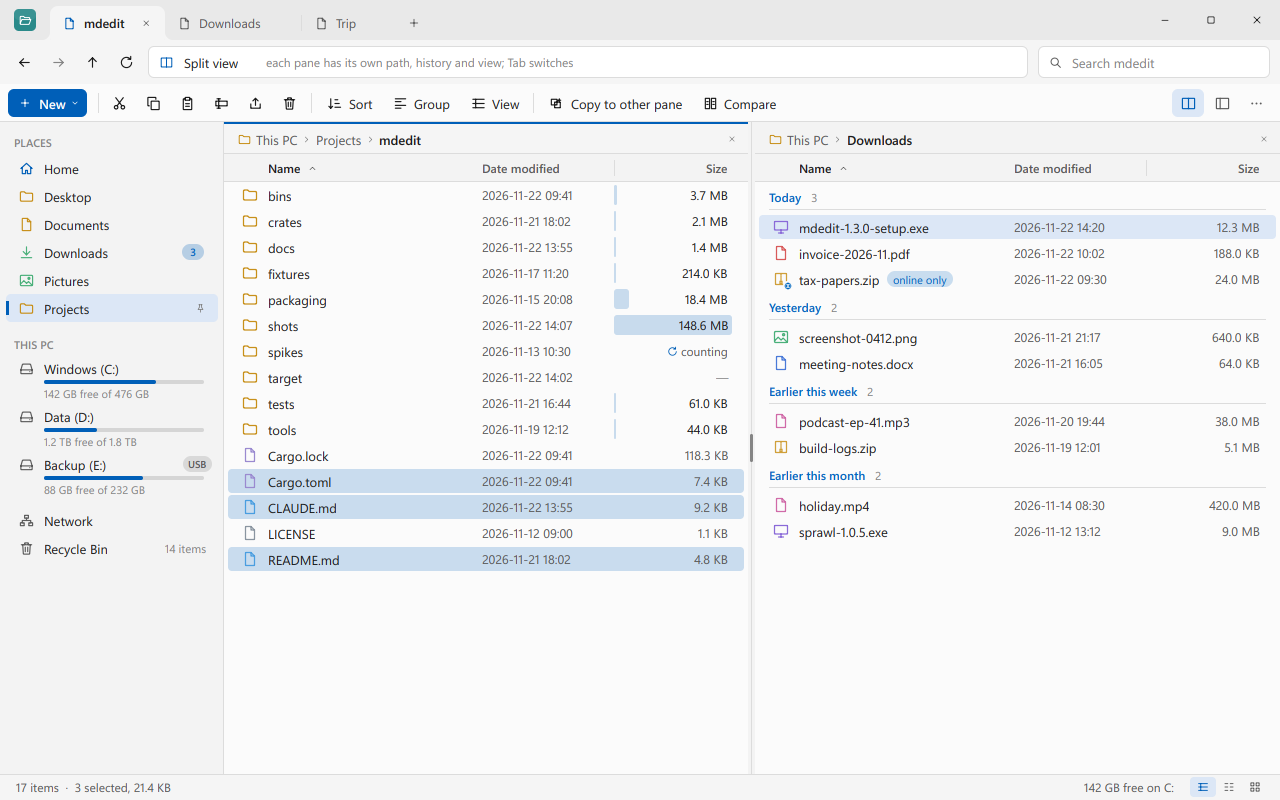 mdedit
Downloads
Trip
Split view each pane has its own path, history and view; Tab switches
Search mdedit
New
Sort
Group
View
Copy to other pane
Compare
PLACES
Home
Desktop
Documents
Downloads 3
Pictures
Projects
THIS PC
Windows (C:)
142 GB free of 476 GB
Data (D:)
1.2 TB free of 1.8 TB
Backup (E:) USB
88 GB free of 232 GB
Network
Recycle Bin 14 items
This PC > Projects > mdedit
Name Date modified Size
bins 2026-11-22 09:41 3.7 MB
crates 2026-11-21 18:02 2.1 MB
docs 2026-11-22 13:55 1.4 MB
fixtures 2026-11-17 11:20 214.0 KB
packaging 2026-11-15 20:08 18.4 MB
shots 2026-11-22 14:07 148.6 MB
spikes 2026-11-13 10:30 counting
target 2026-11-22 14:02 —
tests 2026-11-21 16:44 61.0 KB
tools 2026-11-19 12:12 44.0 KB
Cargo.lock 2026-11-22 09:41 118.3 KB
Cargo.toml 2026-11-22 09:41 7.4 KB
CLAUDE.md 2026-11-22 13:55 9.2 KB
LICENSE 2026-11-12 09:00 1.1 KB
README.md 2026-11-21 18:02 4.8 KB
This PC > Downloads
Name Date modified Size
Today 3
mdedit-1.3.0-setup.exe 2026-11-22 14:20 12.3 MB
invoice-2026-11.pdf 2026-11-22 10:02 188.0 KB
tax-papers.zip online only 2026-11-22 09:30 24.0 MB
Yesterday 2
screenshot-0412.png 2026-11-21 21:17 640.0 KB
meeting-notes.docx 2026-11-21 16:05 64.0 KB
Earlier this week 2
podcast-ep-41.mp3 2026-11-20 19:44 38.0 MB
build-logs.zip 2026-11-19 12:01 5.1 MB
Earlier this month 2
holiday.mp4 2026-11-14 08:30 420.0 MB
sprawl-1.0.5.exe 2026-11-12 13:12 9.0 MB
17 items · 3 selected, 21.4 KB
142 GB free on C: